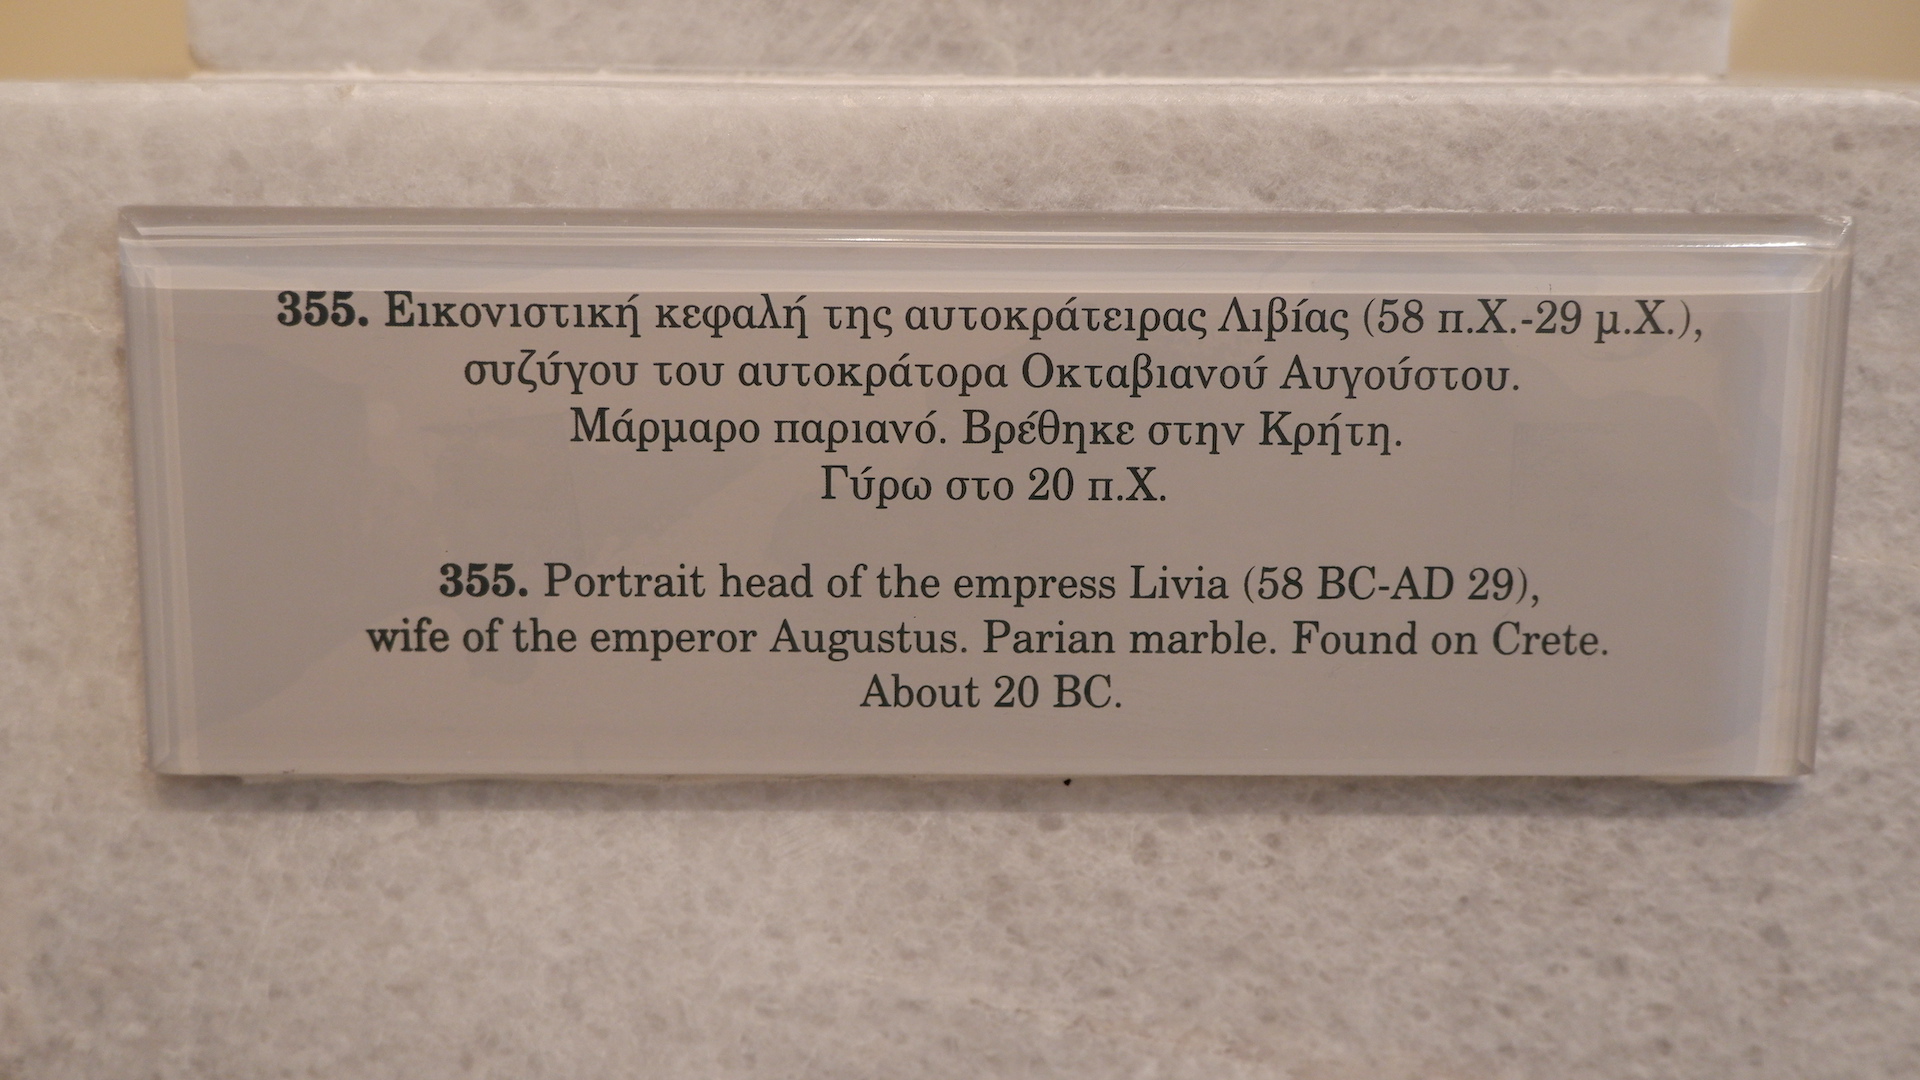 355. Εικονιστική κεφαλή της αυτοκράτειρας Λιβίας (58 π.Χ.-29 μ.Χ.),
συζύγου του αυτοκράτορα Οκταβιανού Αυγούστου.
Μάρμαρο παριανό. Βρέθηκε στην Κρήτη.
Γύρω στο 20 π.Χ.
355. Portrait head of the empress Livia (58 BC-AD 29),
wife of the emperor Augustus. Parian marble. Found on Crete.
About 20 BC.